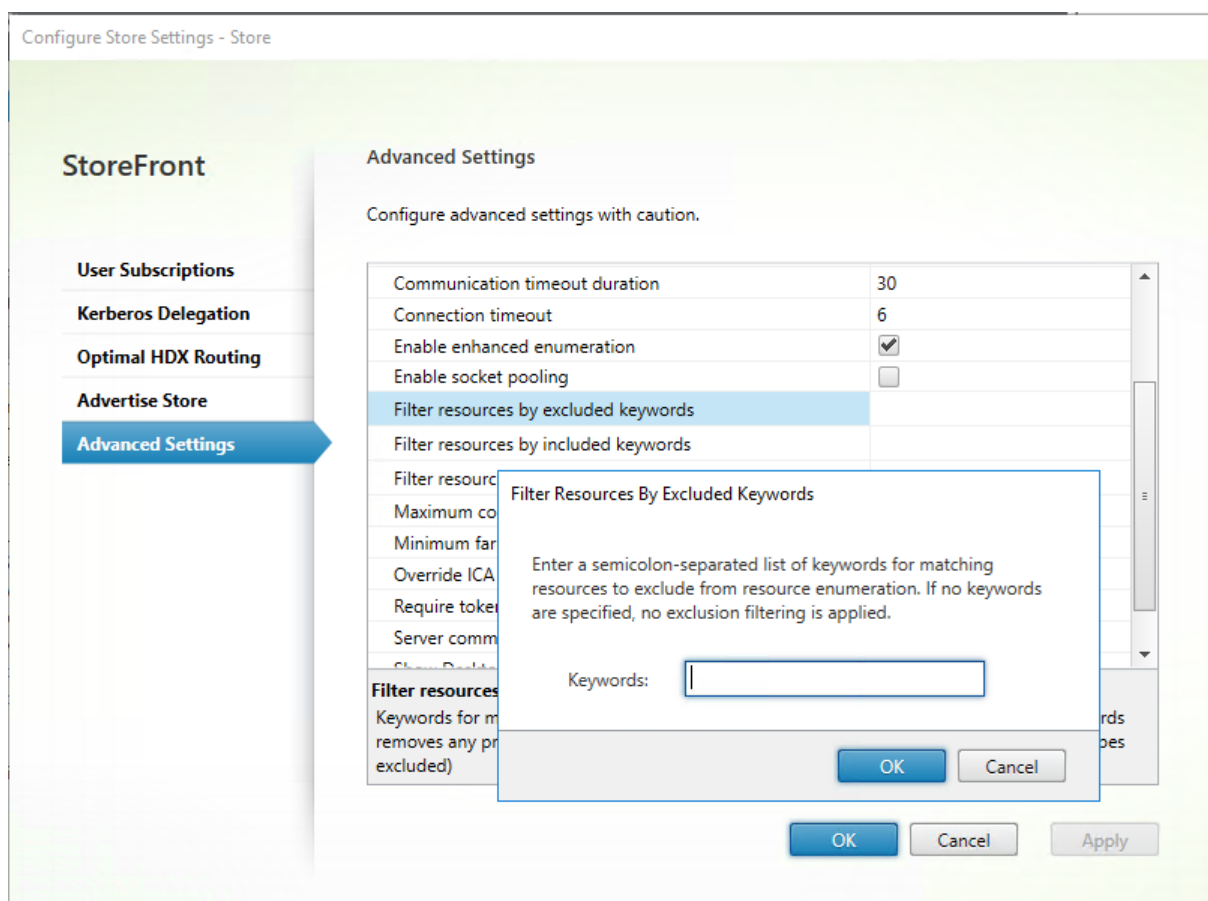 Configure Store Settings - Store
StoreFront
User Subscriptions
Kerberos Delegation
Optimal HDX Routing
Advertise Store
Advanced Settings
Advanced Settings
Configure advanced settings with caution.
Communication timeout duration 30
Connection timeout 6
Enable enhanced enumeration
Enable socket pooling
Filter resources by excluded keywords
Filter resources by included keywords
Filter resourc
Maximum co
Minimum far
Override ICA
Require token
Server comm
Filter resources
Keywords for m rds
removes any pr pes
excluded)
Filter Resources By Excluded Keywords
Enter a semicolon-separated list of keywords for matching
resources to exclude from resource enumeration. If no keywords
are specified, no exclusion filtering is applied.
Keywords:
OK Cancel
OK Cancel Apply